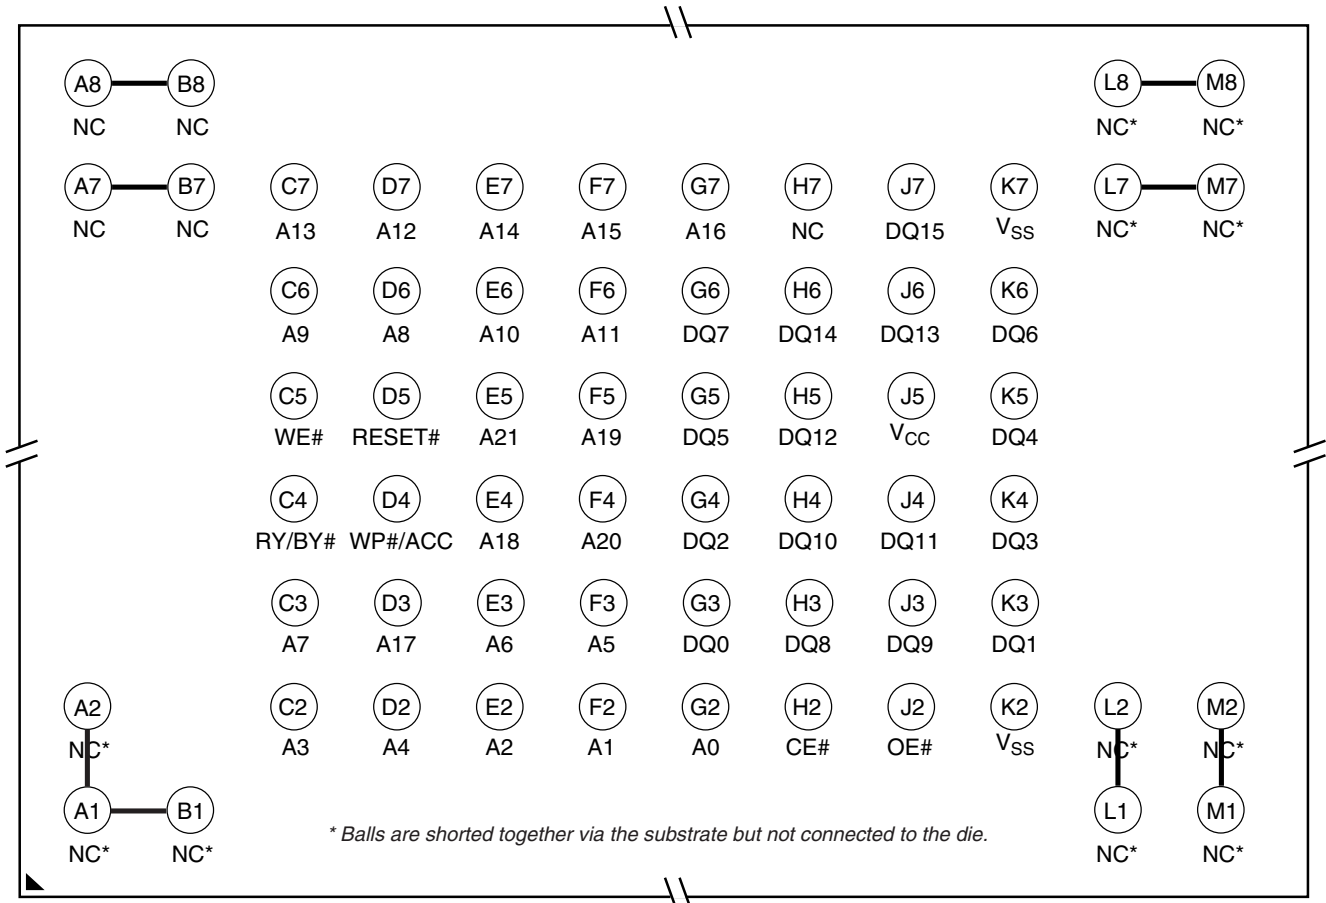 A8 B8 L8 M8
NC NC NC* NC*
A7 B7 C7 D7 E7 F7 G7 H7 J7 K7 L7 M7
NC NC A13 A12 A14 A15 A16 NC DQ15 VSS NC* NC*
C6 D6 E6 F6 G6 H6 J6 K6
A9 A8 A10 A11 DQ7 DQ14 DQ13 DQ6
C5 D5 E5 F5 G5 H5 J5 K5
WE# RESET# A21 A19 DQ5 DQ12 VCC DQ4
C4 D4 E4 F4 G4 H4 J4 K4
RY/BY# WP#/ACC A18 A20 DQ2 DQ10 DQ11 DQ3
C3 D3 E3 F3 G3 H3 J3 K3
A7 A17 A6 A5 DQ0 DQ8 DQ9 DQ1
A2 C2 D2 E2 F2 G2 H2 J2 K2 L2 M2
NC* A3 A4 A2 A1 A0 CE# OE# VSS NC* NC*
A1 B1 L1 M1
* Balls are shorted together via the substrate but not connected to the die.
NC* NC* NC* NC*